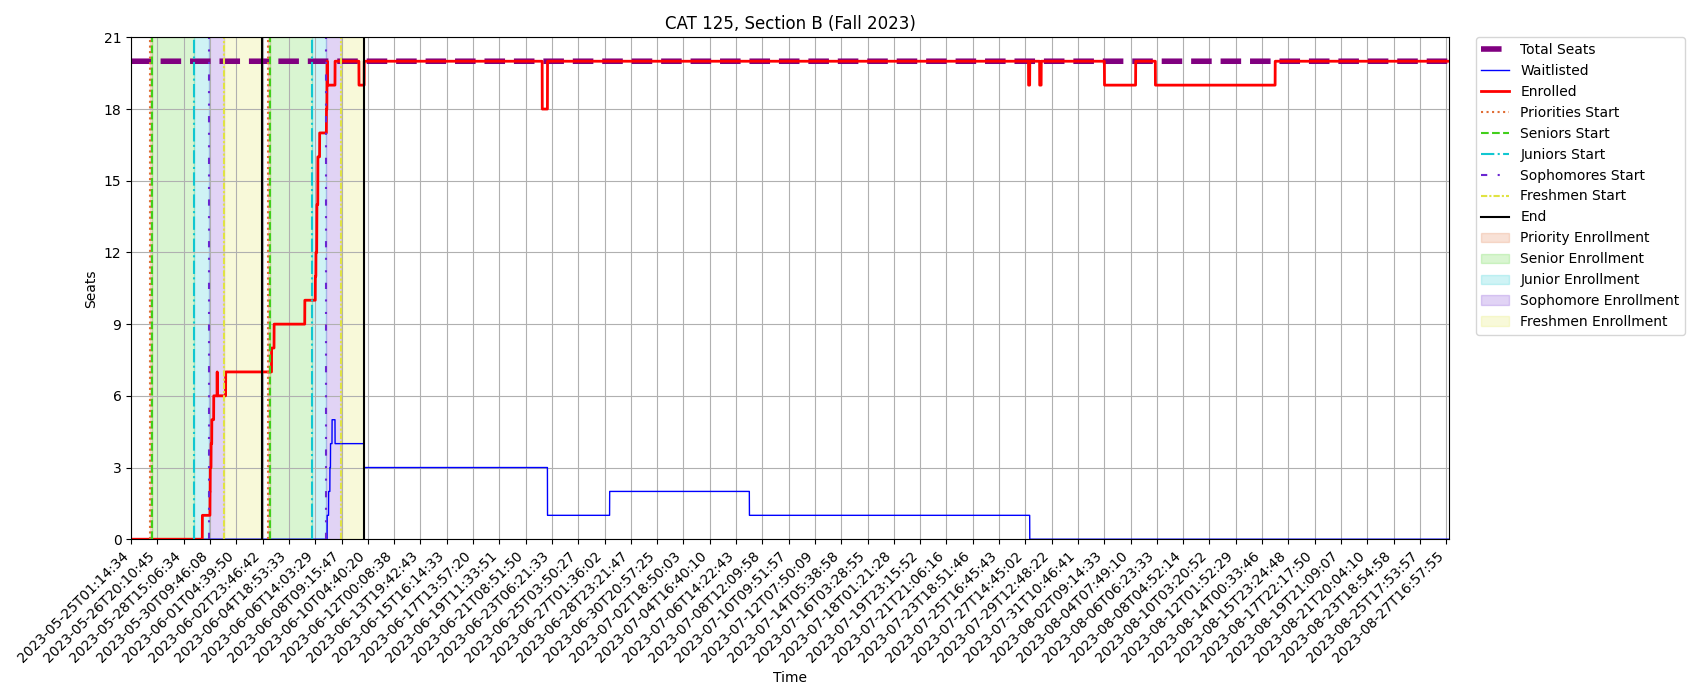 CAT 125, Section B (Fall 2023)
21
18
15
12
9
6
3
0
Seats
2023-05-25T01:14:34
2023-05-26T20:10:45
2023-05-28T15:06:34
2023-05-30T09:46:08
2023-06-01T04:39:50
2023-06-02T23:46:42
2023-06-04T18:53:33
2023-06-06T14:03:29
2023-06-08T09:15:47
2023-06-10T04:40:20
2023-06-12T00:08:38
2023-06-13T19:42:43
2023-06-15T16:14:33
2023-06-17T13:57:20
2023-06-19T11:33:51
2023-06-21T08:51:50
2023-06-23T06:21:33
2023-06-25T03:50:27
2023-06-27T01:36:02
2023-06-28T23:21:47
2023-06-30T20:57:25
2023-07-02T18:50:03
2023-07-04T16:40:10
2023-07-06T14:22:43
2023-07-08T12:09:58
2023-07-10T09:51:57
2023-07-12T07:50:09
2023-07-14T05:38:58
2023-07-16T03:28:55
2023-07-18T01:21:28
2023-07-19T23:15:52
2023-07-21T21:06:16
2023-07-23T18:51:46
2023-07-25T16:45:43
2023-07-27T14:45:02
2023-07-29T12:48:22
2023-07-31T10:46:41
2023-08-02T09:14:33
2023-08-04T07:49:10
2023-08-06T06:23:33
2023-08-08T04:52:14
2023-08-10T03:20:52
2023-08-12T01:52:29
2023-08-14T00:33:46
2023-08-15T23:24:48
2023-08-17T22:17:50
2023-08-19T21:09:07
2023-08-21T20:04:10
2023-08-23T18:54:58
2023-08-25T17:53:57
2023-08-27T16:57:55
Time
Total Seats
Waitlisted
Enrolled
Priorities Start
Seniors Start
Juniors Start
Sophomores Start
Freshmen Start
End
Priority Enrollment
Senior Enrollment
Junior Enrollment
Sophomore Enrollment
Freshmen Enrollment